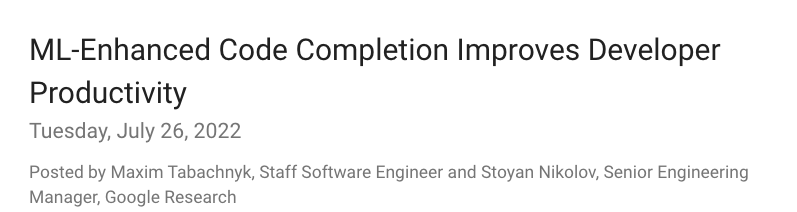 ML-Enhanced Code Completion Improves Developer
Productivity
Tuesday, July 26, 2022
Posted by Maxim Tabachnyk, Staff Software Engineer and Stoyan Nikolov, Senior Engineering
Manager, Google Research